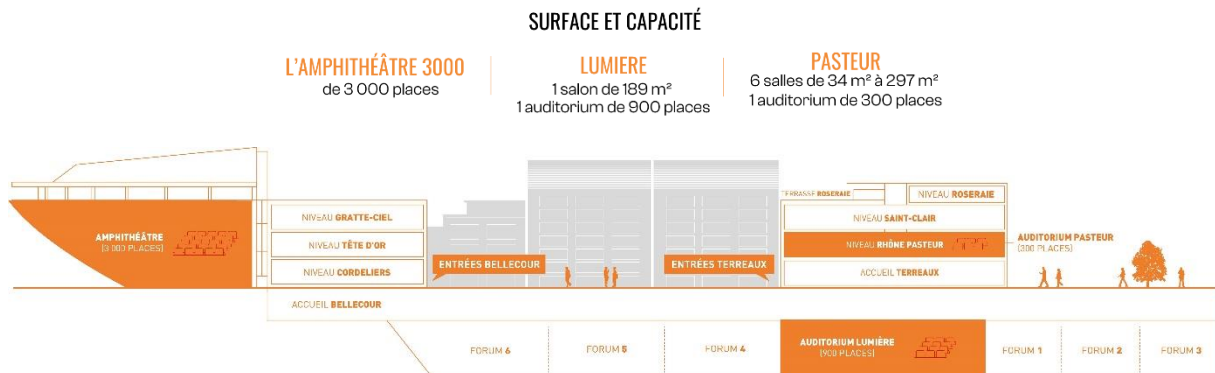 SURFACE ET CAPACITÉ
L'AMPHITHÉÂTRE 3000
de 3 000 places
LUMIERE
1 salon de 189 m²
1 auditorium de 900 places
PASTEUR
6 salles de 34 m² à 297 m²
1 auditorium de 300 places
AMPHITHÉÂTRE
(3 000 PLACES)
NIVEAU GRATTE-CIEL
NIVEAU TÊTE D'OR
NIVEAU CORDELIERS
ENTRÉES BELLECOUR
ENTRÉES TERREAUX
TERRASSE ROSERAIE
NIVEAU ROSERAIE
NIVEAU SAINT-CLAIR
NIVEAU RHÔNE PASTEUR
ACCUEIL TERREAUX
AUDITORIUM PASTEUR
(300 PLACES)
ACCUEIL BELLECOUR
FORUM 6
FORUM 5
FORUM 4
AUDITORIUM LUMIÈRE
(900 PLACES)
FORUM 1
FORUM 2
FORUM 3